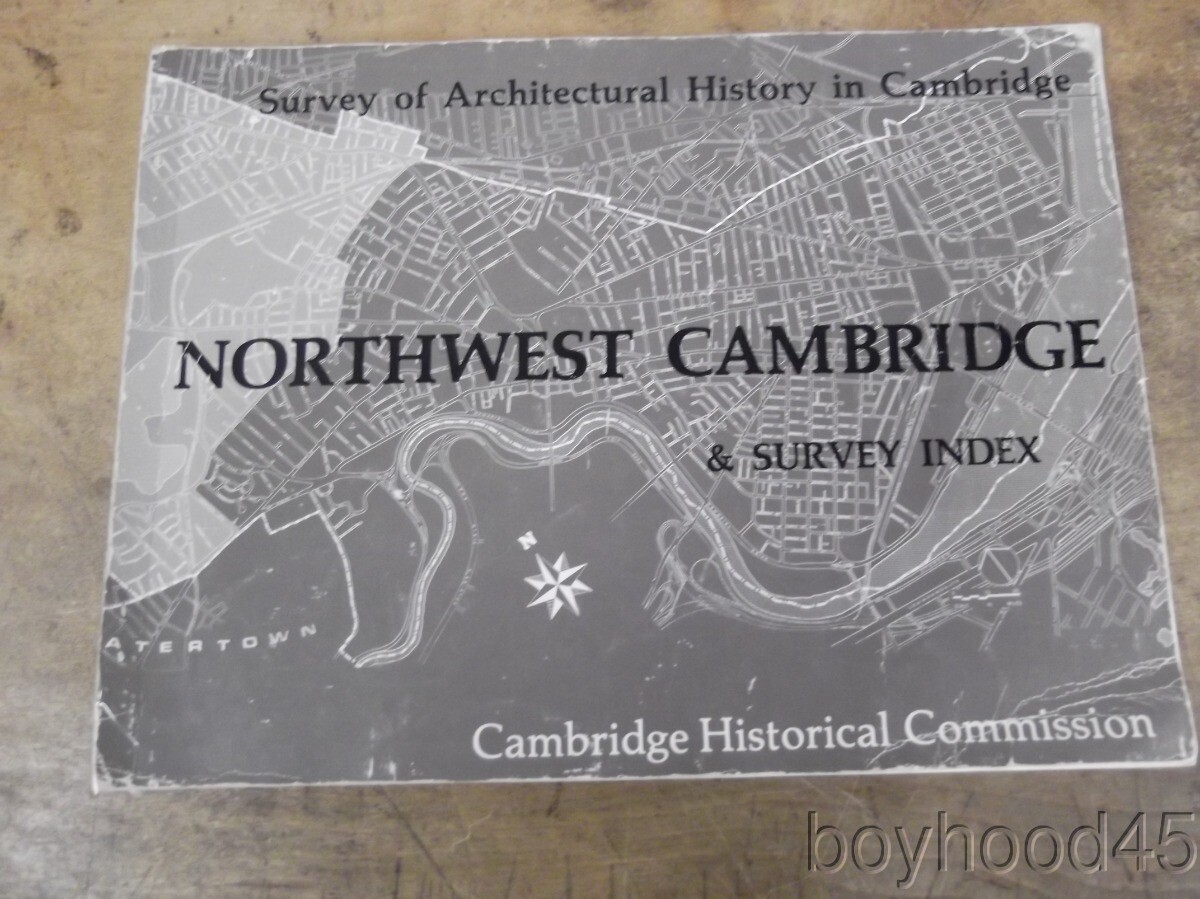 Survey of Architectural History in Cambridge
NORTHWEST CAMBRIDGE
& SURVEY INDEX
N
ATERTOWN
Cambridge Historical Commission
boyhood45